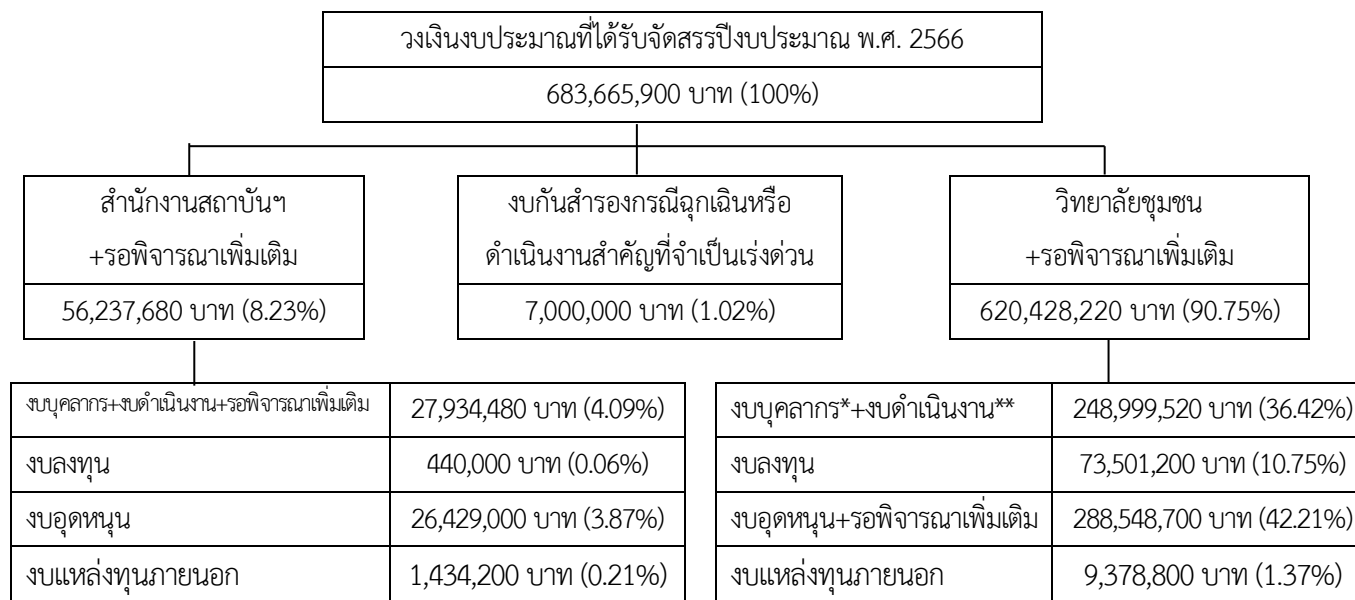 วงเงินงบประมาณที่ได้รับจัดสรรปีงบประมาณ พ.ศ. 2566
683,665,900 บาท (100%)
สำนักงานสถาบันฯ
+รอพิจารณาเพิ่มเติม
56,237,680 บาท (8.23%)
งบกันสำรองกรณีฉุกเฉินหรือ
ดำเนินงานสำคัญที่จำเป็นเร่งด่วน
7,000,000 บาท (1.02%)
วิทยาลัยชุมชน
+รอพิจารณาเพิ่มเติม
620,428,220 บาท (90.75%)
งบบุคลากร+งบดำเนินงาน+รอพิจารณาเพิ่มเติม 27,934,480 บาท (4.09%)
งบลงทุน 440,000 บาท (0.06%)
งบอุดหนุน 26,429,000 บาท (3.87%)
งบแหล่งทุนภายนอก 1,434,200 บาท (0.21%)
งบบุคลากร*+งบดำเนินงาน** 248,999,520 บาท (36.42%)
งบลงทุน 73,501,200 บาท (10.75%)
งบอุดหนุน+รอพิจารณาเพิ่มเติม 288,548,700 บาท (42.21%)
งบแหล่งทุนภายนอก 9,378,800 บาท (1.37%)